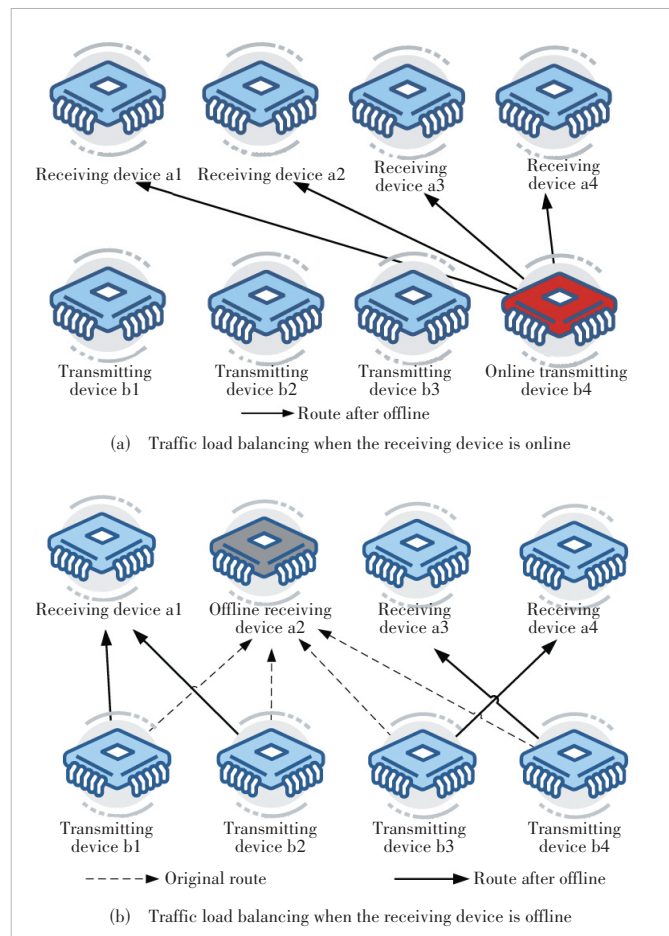 Receiving device a1
Receiving device a2
Receiving
device a3
Receiving
device a4
Transmitting
device b1
Transmitting
device b2
Transmitting
device b3
Online transmitting
device b4
Route after offline
(a) Traffic load balancing when the receiving device is online
Receiving device a1
Offline receiving
device a2
Receiving
device a3
Receiving
device a4
Transmitting
device b1
Transmitting
device b2
Transmitting
device b3
Transmitting
device b4
Original route
Route after offline
(b) Traffic load balancing when the receiving device is offline